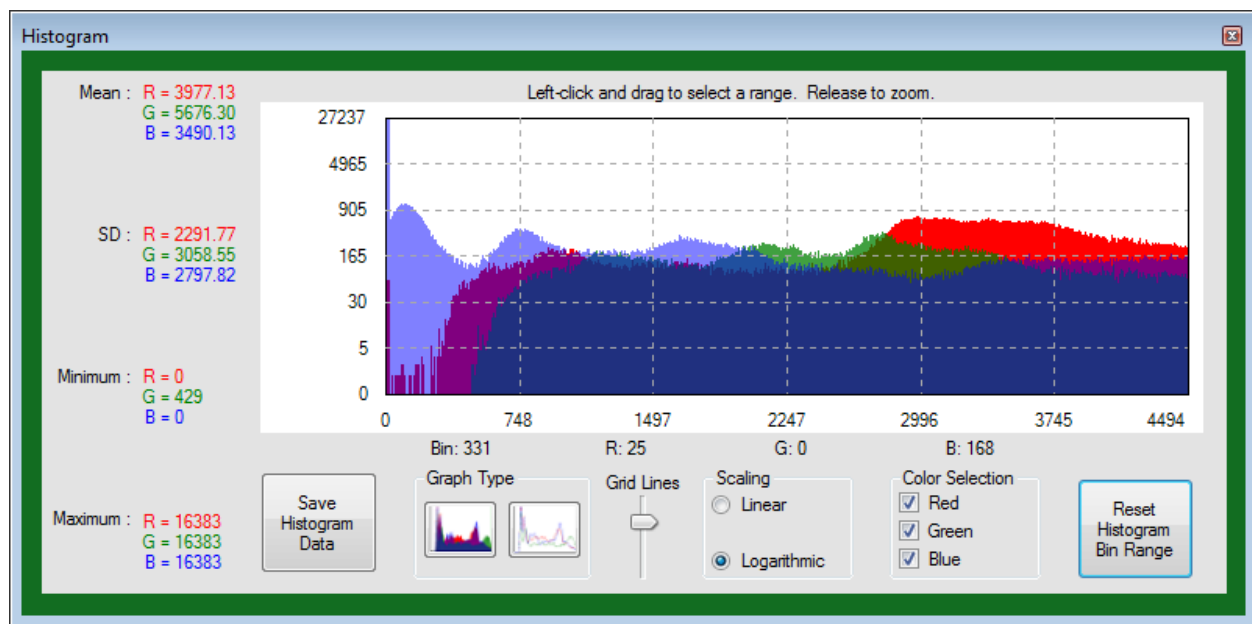 Histogram
Mean : R = 3977.13
G = 5676.30
B = 3490.13
SD : R = 2291.77
G = 3058.55
B = 2797.82
Minimum : R = 0
G = 429
B = 0
Maximum : R = 16383
G = 16383
B = 16383
Left-click and drag to select a range. Release to zoom.
27237
4965
905
165
30
5
0
0 748 1497 2247 2996 3745 4494
Bin: 331 R: 25 G: 0 B: 168
Save
Histogram
Data
Graph Type
Grid Lines
Scaling
Linear
Logarithmic
Color Selection
Red
Green
Blue
Reset
Histogram
Bin Range